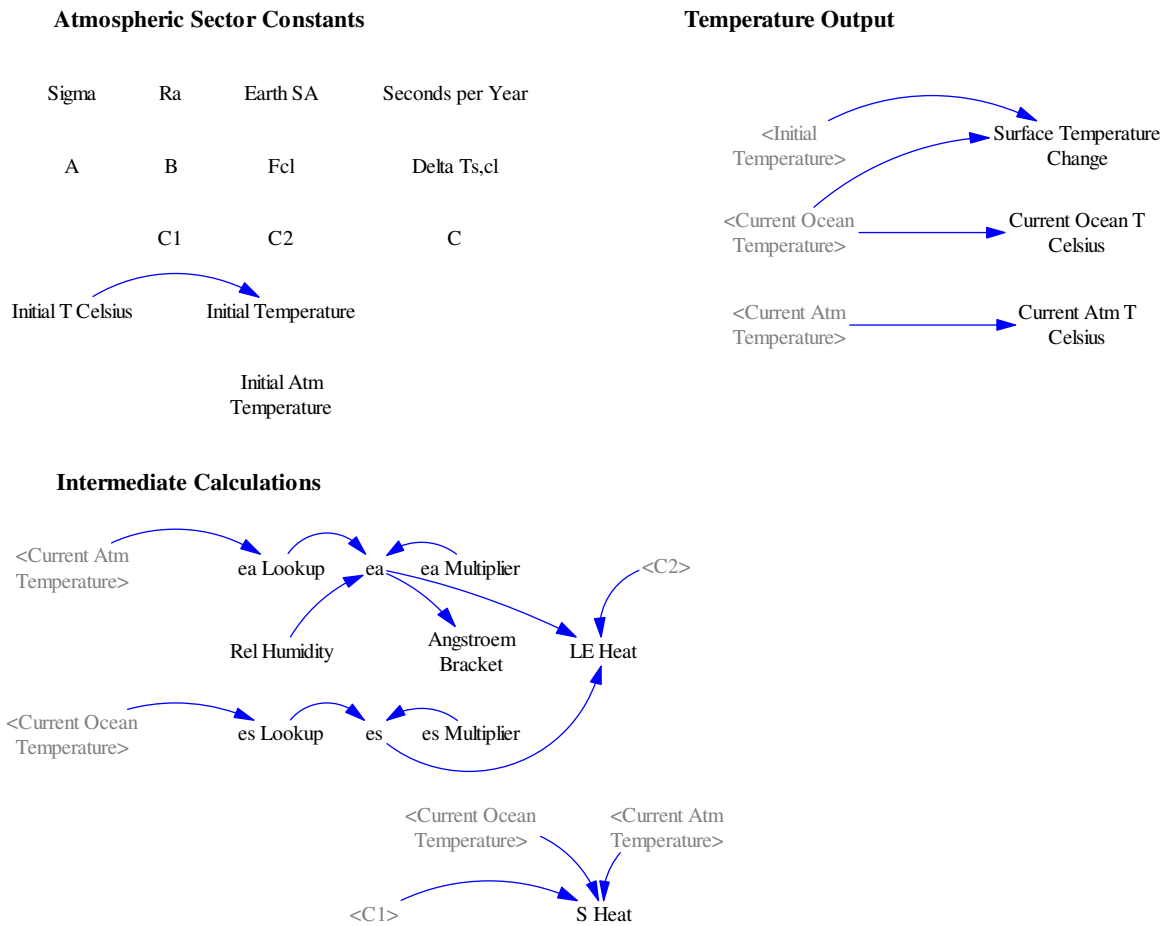 Atmospheric Sector Constants
Sigma Ra Earth SA Seconds per Year
A B Fcl Delta Ts,cl
C1 C2 C
Initial T Celsius Initial Temperature
Initial Atm
Temperature
Temperature Output
<Initial
Temperature>
Surface Temperature
Change
<Current Ocean
Temperature>
Current Ocean T
Celsius
<Current Atm
Temperature>
Current Atm T
Celsius
Intermediate Calculations
<Current Atm
Temperature>
ea Lookup ea ea Multiplier
<C2>
Rel Humidity
Angstroem
Bracket
LE Heat
<Current Ocean
Temperature>
es Lookup es es Multiplier
<Current Ocean
Temperature>
<Current Atm
Temperature>
<C1> S Heat